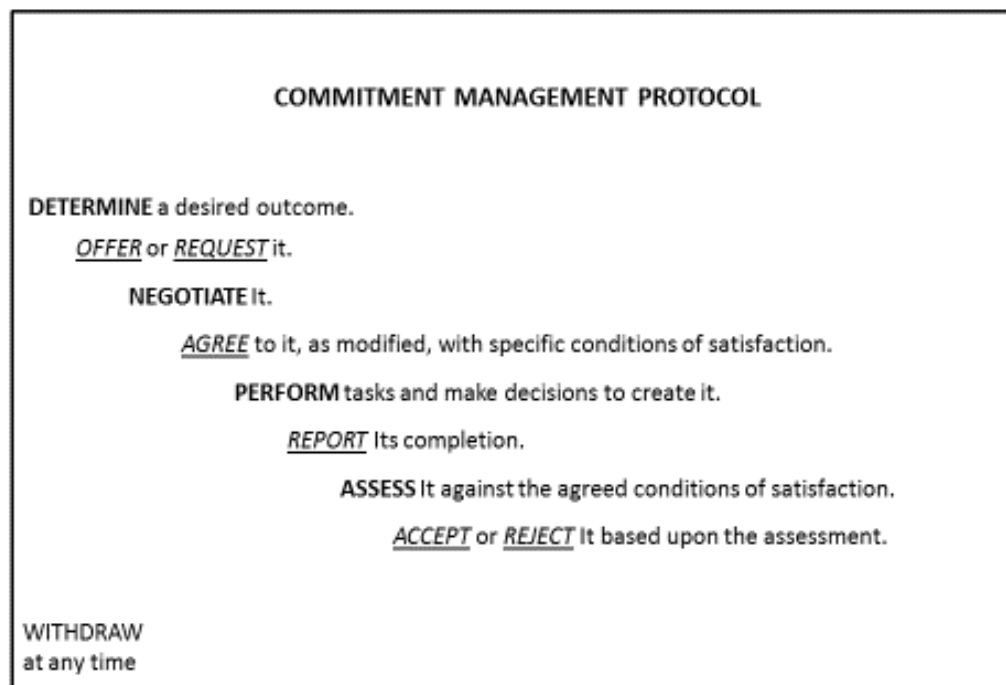 COMMITMENT MANAGEMENT PROTOCOL
DETERMINE a desired outcome.
OFFER or REQUEST it.
NEGOTIATE It.
AGREE to it, as modified, with specific conditions of satisfaction.
PERFORM tasks and make decisions to create it.
REPORT Its completion.
ASSESS It against the agreed conditions of satisfaction.
ACCEPT or REJECT It based upon the assessment.
WITHDRAW
at any time